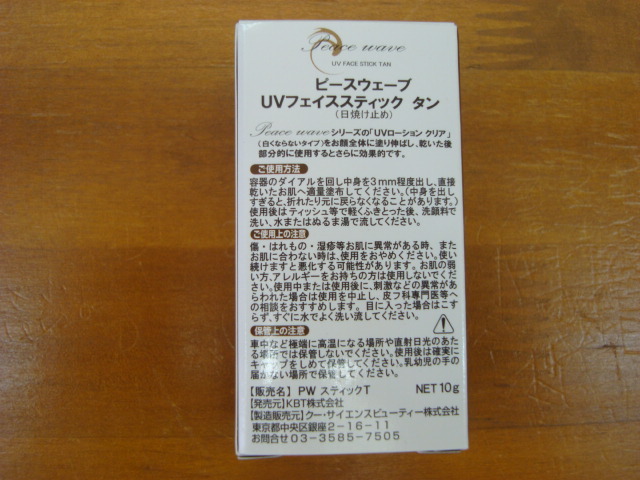 Peace wave
UV FACE STICK TAN
ピースウェーブ
UVフェイススティック タン
(日焼け止め)
Peace waveシリーズの「UVローション クリア」
(白くならないタイプ)をお顔全体に塗り伸ばし、乾いた後
部分的に使用するとさらに効果的です。
ご使用方法
容器のダイアルを回し中身を3mm程度出し、直接
乾いたお肌へ適量塗布してください。(中身を出し
すぎると、折れたり元に戻らなくなることがあります。)
使用後はティッシュ等で軽くふきとった後、洗顔料で
洗い、水またはぬるま湯で流してください。
ご使用上の注意
傷・はれもの・湿疹等お肌に異常がある時、また
お肌に合わない時は、使用をおやめください。使い
続けますと悪化する可能性があります。お肌の弱
い方、アレルギーをお持ちの方は使用しないでくださ
い。使用中または使用後に、刺激などの異常があ
らわれた場合は使用を中止し、皮フ科専門医等へ
の相談をおすすめします。目に入った場合はこす
らず、すぐに水でよく洗い流してください。
保管上の注意
車中など極端に高温になる場所や直射日光のあた
る場所では保管しないでください。使用後は確実に
キャップをしめて保管してください。乳幼児の手の
届かない場所で保管してください。
【販売名】 PW スティックT NET 10g
【発売元】KBT株式会社
【製造販売元】クー・サイエンスビューティー株式会社
東京都中央区銀座2-16-11
お問合せ03-3585-7505